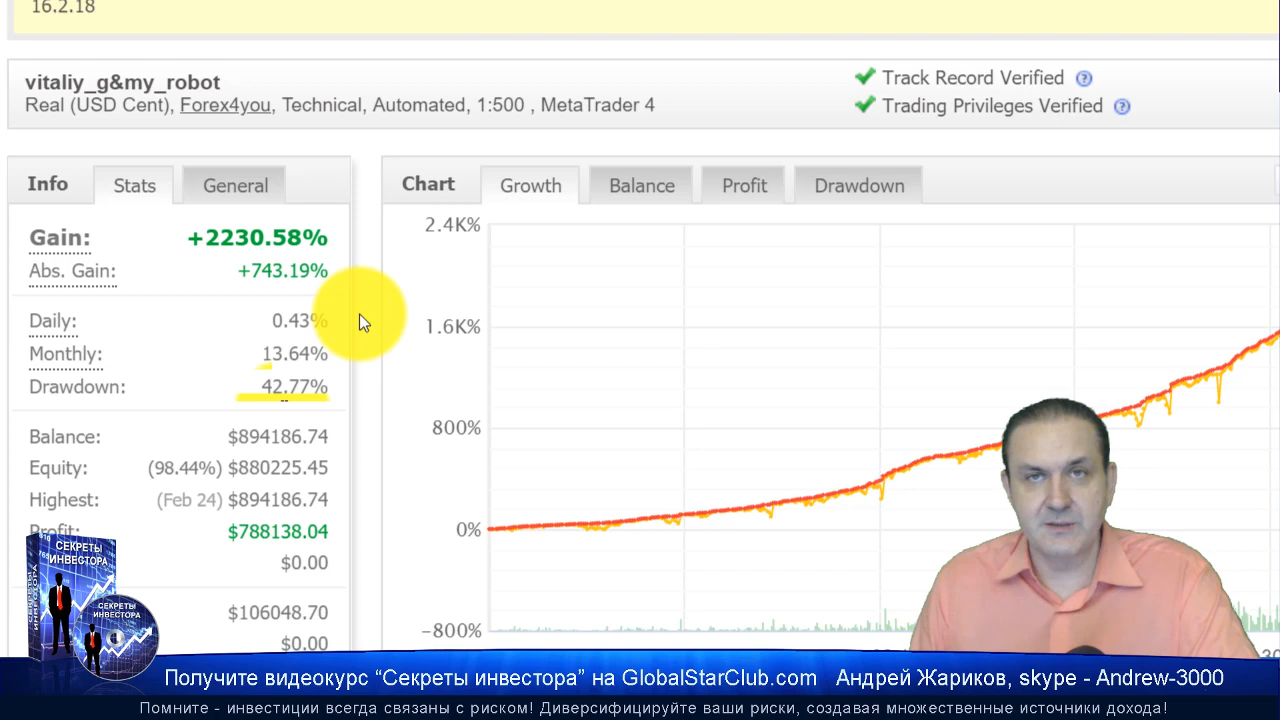 16.2.18
vitaliy_g&my_robot
Real (USD Cent), Forex4you, Technical, Automated, 1:500 , MetaTrader 4
Track Record Verified
Trading Privileges Verified
Info Stats General
Gain: +2230.58%
Abs. Gain: +743.19%
Daily: 0.43%
Monthly: 13.64%
Drawdown: 42.77%
Balance: $894186.74
Equity: (98.44%) $880225.45
Highest: (Feb 24) $894186.74
Profit: $788138.04
$0.00
$106048.70
$0.00
Chart Growth Balance Profit Drawdown
2.4K%
1.6K%
800%
0%
-800%
СЕКРЕТЫ
ИНВЕСТОРА
СЕКРЕТЫ
ИНВЕСТОРА
Получите видеокурс “Секреты инвестора” на GlobalStarClub.com Андрей Жариков, skype - Andrew-3000
Помните - инвестиции всегда связаны с риском! Диверсифицируйте ваши риски, создавая множественные источники дохода!